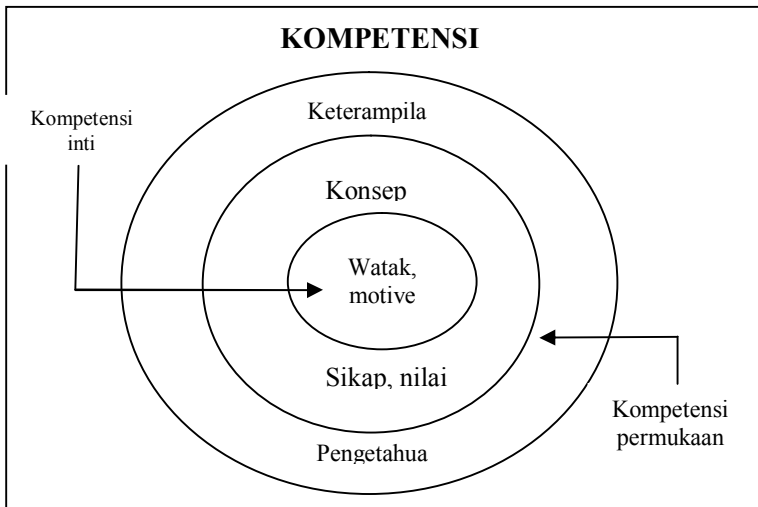 KOMPETENSI
Kompetensi
inti
Keterampila
Konsep
Watak,
motive
Sikap, nilai
Kompetensi
permukaan
Pengetahua